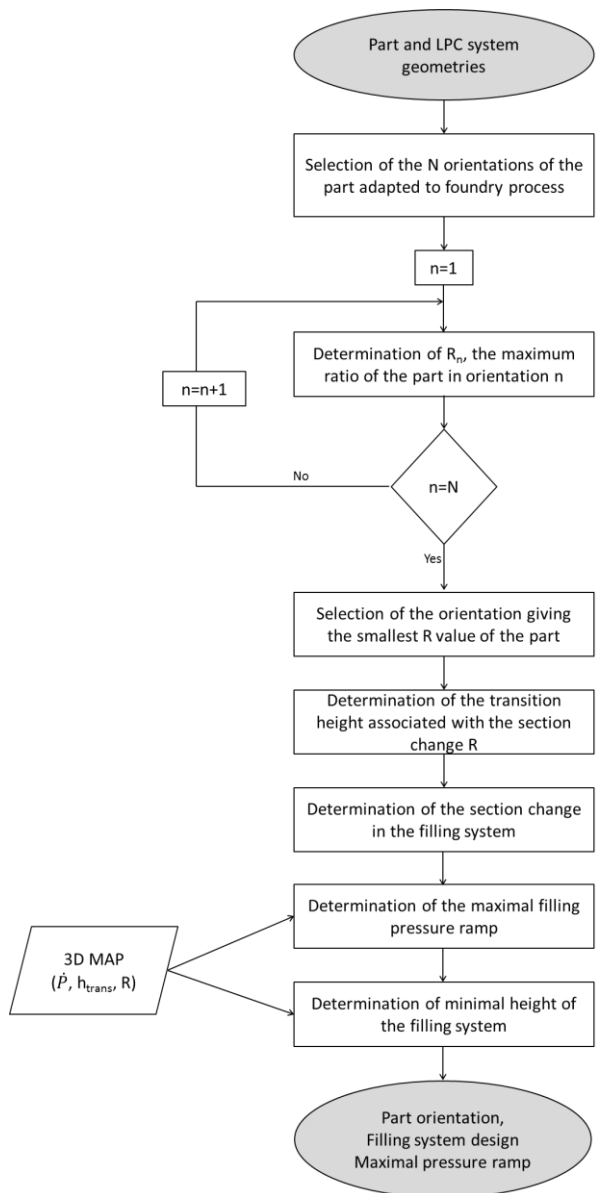 Part and LPC system
geometries
Selection of the N orientations of the
part adapted to foundry process
n=1
Determination of Rₙ, the maximum
ratio of the part in orientation n
n=n+1
No
n=N
Yes
Selection of the orientation giving
the smallest R value of the part
Determination of the transition
height associated with the section
change R
Determination of the section change
in the filling system
Determination of the maximal filling
pressure ramp
3D MAP
(Ṗ, h_trans, R)
Determination of minimal height of
the filling system
Part orientation,
Filling system design
Maximal pressure ramp